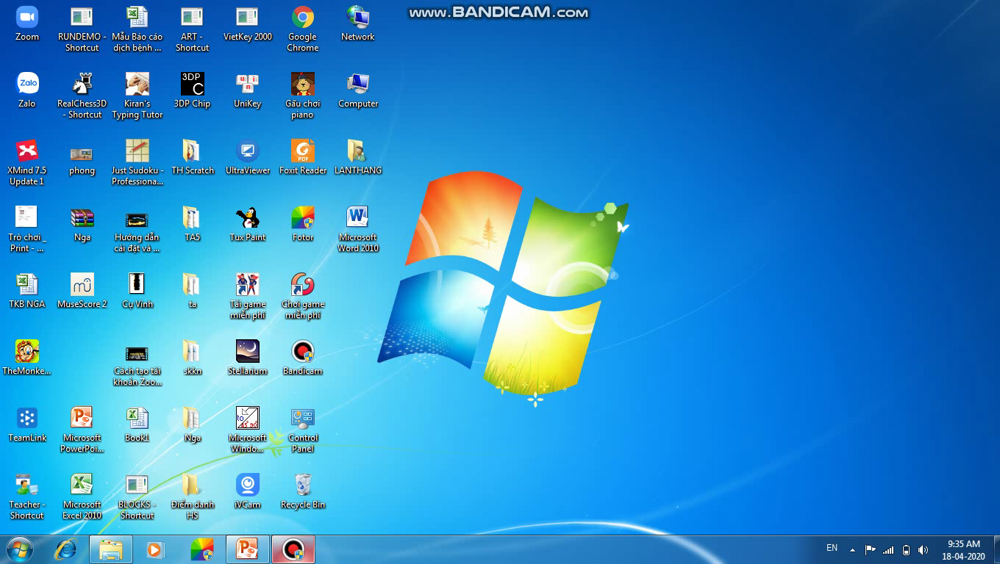 www.BANDICAM.com
Zoom
RUNDEMO -
Shortcut
Mẫu Báo cáo
dịch bệnh ...
ART -
Shortcut
VietKey 2000
Google
Chrome
Network
Zalo
Zalo
RealChess3D
- Shortcut
Kiran's
Typing Tutor
3DP
C
3DP Chip
U N I
UniKey
Gấu chơi
piano
Computer
XMind 7.5
Update 1
phong
Just Sudoku -
Professiona...
TH Scratch
UltraViewer
PDF
Foxit Reader
LANTHANG
Trò chơi _
Print - ...
Nga
Hướng dẫn
cài đặt và ...
TA5
Tux Paint
Fotor
Microsoft
Word 2010
TKB NGA
MuseScore 2
Cụ Vinh
ta
Tải game
miễn phí
Chơi game
miễn phí
TheMonke...
Cách tạo tài
khoản Zoo...
skkn
Stellarium
Bandicam
TeamLink
Microsoft
PowerPoi...
Book1
Nga
to
45 90
Microsoft
Windo...
Control
Panel
Teacher -
Shortcut
Microsoft
Excel 2010
BLOCKS -
Shortcut
Điểm danh
HS
iVCam
Recycle Bin
EN
9:35 AM
18-04-2020